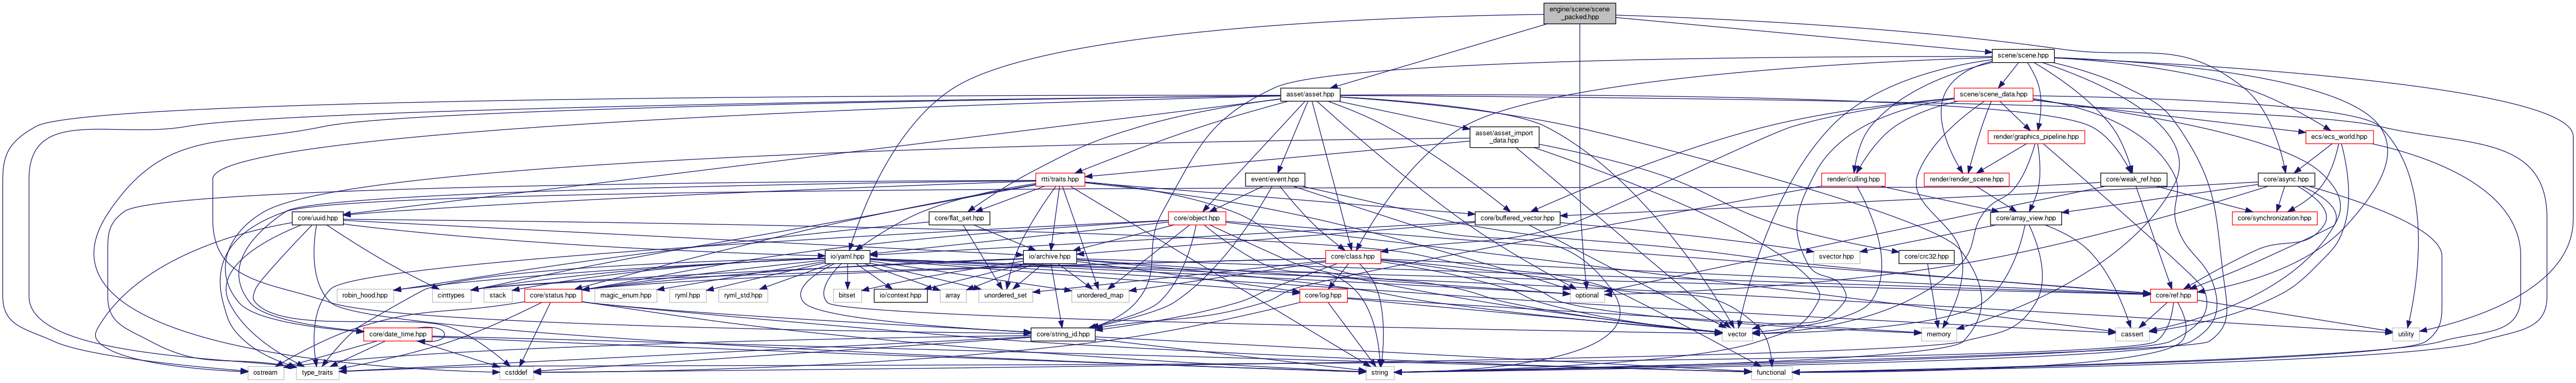 engine/scene/scene
_packed.hpp
scene/scene.hpp
asset/asset.hpp
scene/scene_data.hpp
asset/asset_import
_data.hpp
render/graphics_pipeline.hpp
ecs/ecs_world.hpp
rtti/traits.hpp
event/event.hpp
render/culling.hpp
render/render_scene.hpp
core/weak_ref.hpp
core/async.hpp
core/uuid.hpp
core/flat_set.hpp
core/object.hpp
core/buffered_vector.hpp
core/array_view.hpp
core/synchronization.hpp
io/yaml.hpp
io/archive.hpp
core/class.hpp
svector.hpp
core/crc32.hpp
robin_hood.hpp
cinttypes
stack
core/status.hpp
magic_enum.hpp
ryml.hpp
ryml_std.hpp
bitset
io/context.hpp
array
unordered_set
unordered_map
core/log.hpp
optional
core/ref.hpp
core/date_time.hpp
core/string_id.hpp
vector
memory
cassert
utility
ostream
type_traits
cstddef
string
functional